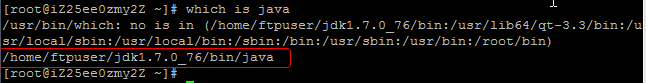 [root@iZ25ee0zmy2Z ~]# which is java
/usr/bin/which: no is in (/home/ftpuser/jdk1.7.0_76/bin:/usr/lib64/qt-3.3/bin:/u
sr/local/sbin:/usr/local/bin:/sbin:/bin:/usr/sbin:/usr/bin:/root/bin)
/home/ftpuser/jdk1.7.0_76/bin/java
[root@iZ25ee0zmy2Z ~]#